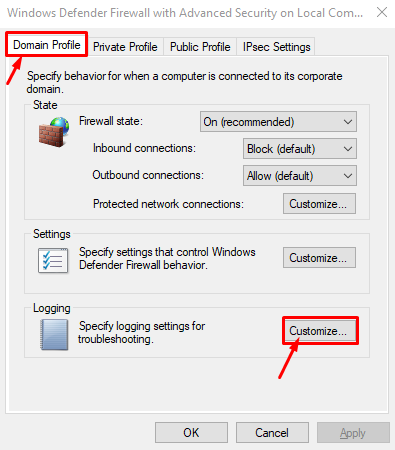 Windows Defender Firewall with Advanced Security on Local Com...
Domain Profile Private Profile Public Profile IPsec Settings
Specify behavior for when a computer is connected to its corporate
domain.
State
Firewall state: On (recommended)
Inbound connections: Block (default)
Outbound connections: Allow (default)
Protected network connections: Customize...
Settings
Specify settings that control Windows
Defender Firewall behavior.
Customize...
Logging
Specify logging settings for
troubleshooting.
Customize...
OK Cancel Apply